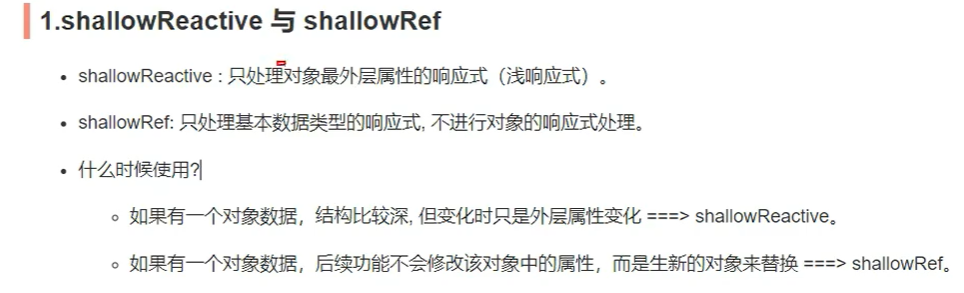 1.shallowReactive 与 shallowRef
shallowReactive : 只处理对象最外层属性的响应式（浅响应式）。
shallowRef: 只处理基本数据类型的响应式, 不进行对象的响应式处理。
什么时候使用?
如果有一个对象数据，结构比较深, 但变化时只是外层属性变化 ===> shallowReactive。
如果有一个对象数据，后续功能不会修改该对象中的属性，而是生新的对象来替换 ===> shallowRef。